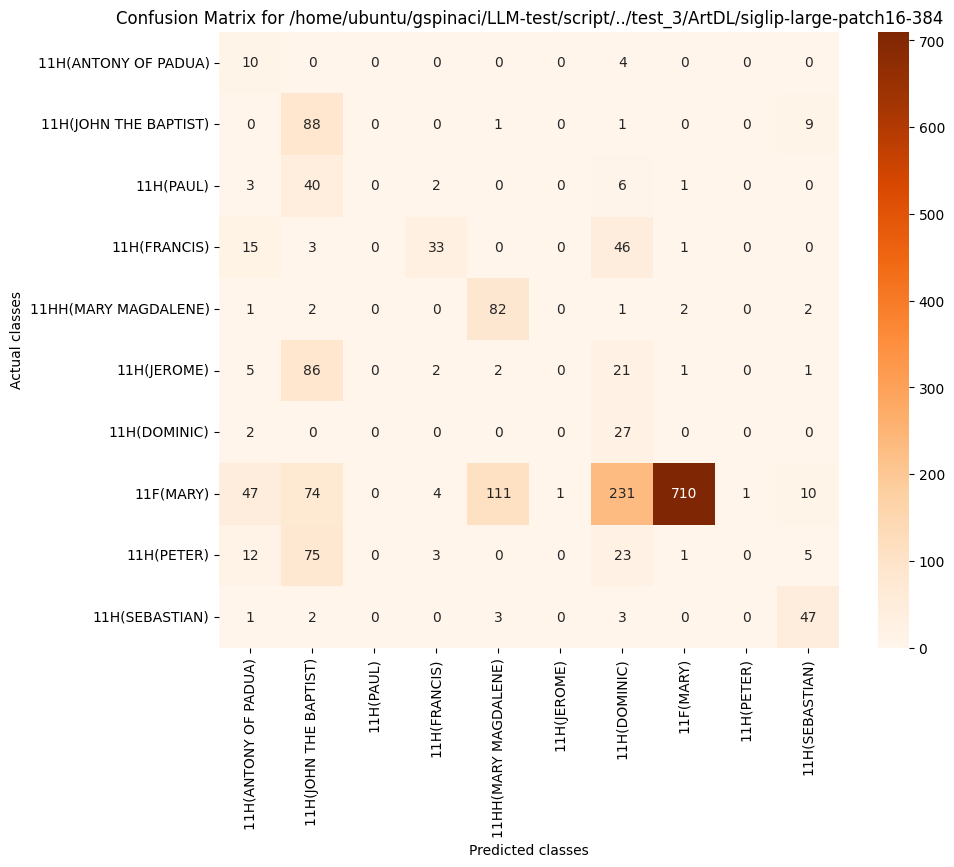 Confusion Matrix for /home/ubuntu/gspinaci/LLM-test/script/../test_3/ArtDL/siglip-large-patch16-384
11H(ANTONY OF PADUA) 10 0 0 0 0 0 4 0 0 0
11H(JOHN THE BAPTIST) 0 88 0 0 1 0 1 0 0 9
11H(PAUL) 3 40 0 2 0 0 6 1 0 0
11H(FRANCIS) 15 3 0 33 0 0 46 1 0 0
11HH(MARY MAGDALENE) 1 2 0 0 82 0 1 2 0 2
11H(JEROME) 5 86 0 2 2 0 21 1 0 1
11H(DOMINIC) 2 0 0 0 0 0 27 0 0 0
11F(MARY) 47 74 0 4 111 1 231 710 1 10
11H(PETER) 12 75 0 3 0 0 23 1 0 5
11H(SEBASTIAN) 1 2 0 0 3 0 3 0 0 47
Actual classes
11H(ANTONY OF PADUA)
11H(JOHN THE BAPTIST)
11H(PAUL)
11H(FRANCIS)
11HH(MARY MAGDALENE)
11H(JEROME)
11H(DOMINIC)
11F(MARY)
11H(PETER)
11H(SEBASTIAN)
Predicted classes
700
600
500
400
300
200
100
0